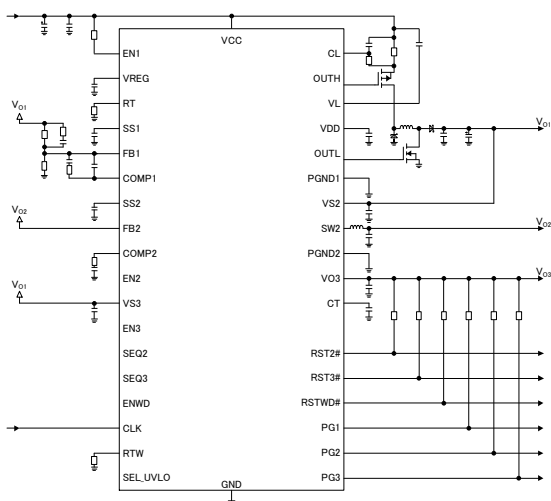 VCC
EN1
VREG
RT
SS1
FB1
COMP1
SS2
FB2
COMP2
EN2
VS3
EN3
SEQ2
SEQ3
ENWD
CLK
RTW
SEL_UVLO
GND
CL
OUTH
VL
VDD
OUTL
PGND1
VS2
SW2
PGND2
VO3
CT
RST2#
RST3#
RSTWD#
PG1
PG2
PG3
VO1
VO2
VO1
VO1
VO2
VO3